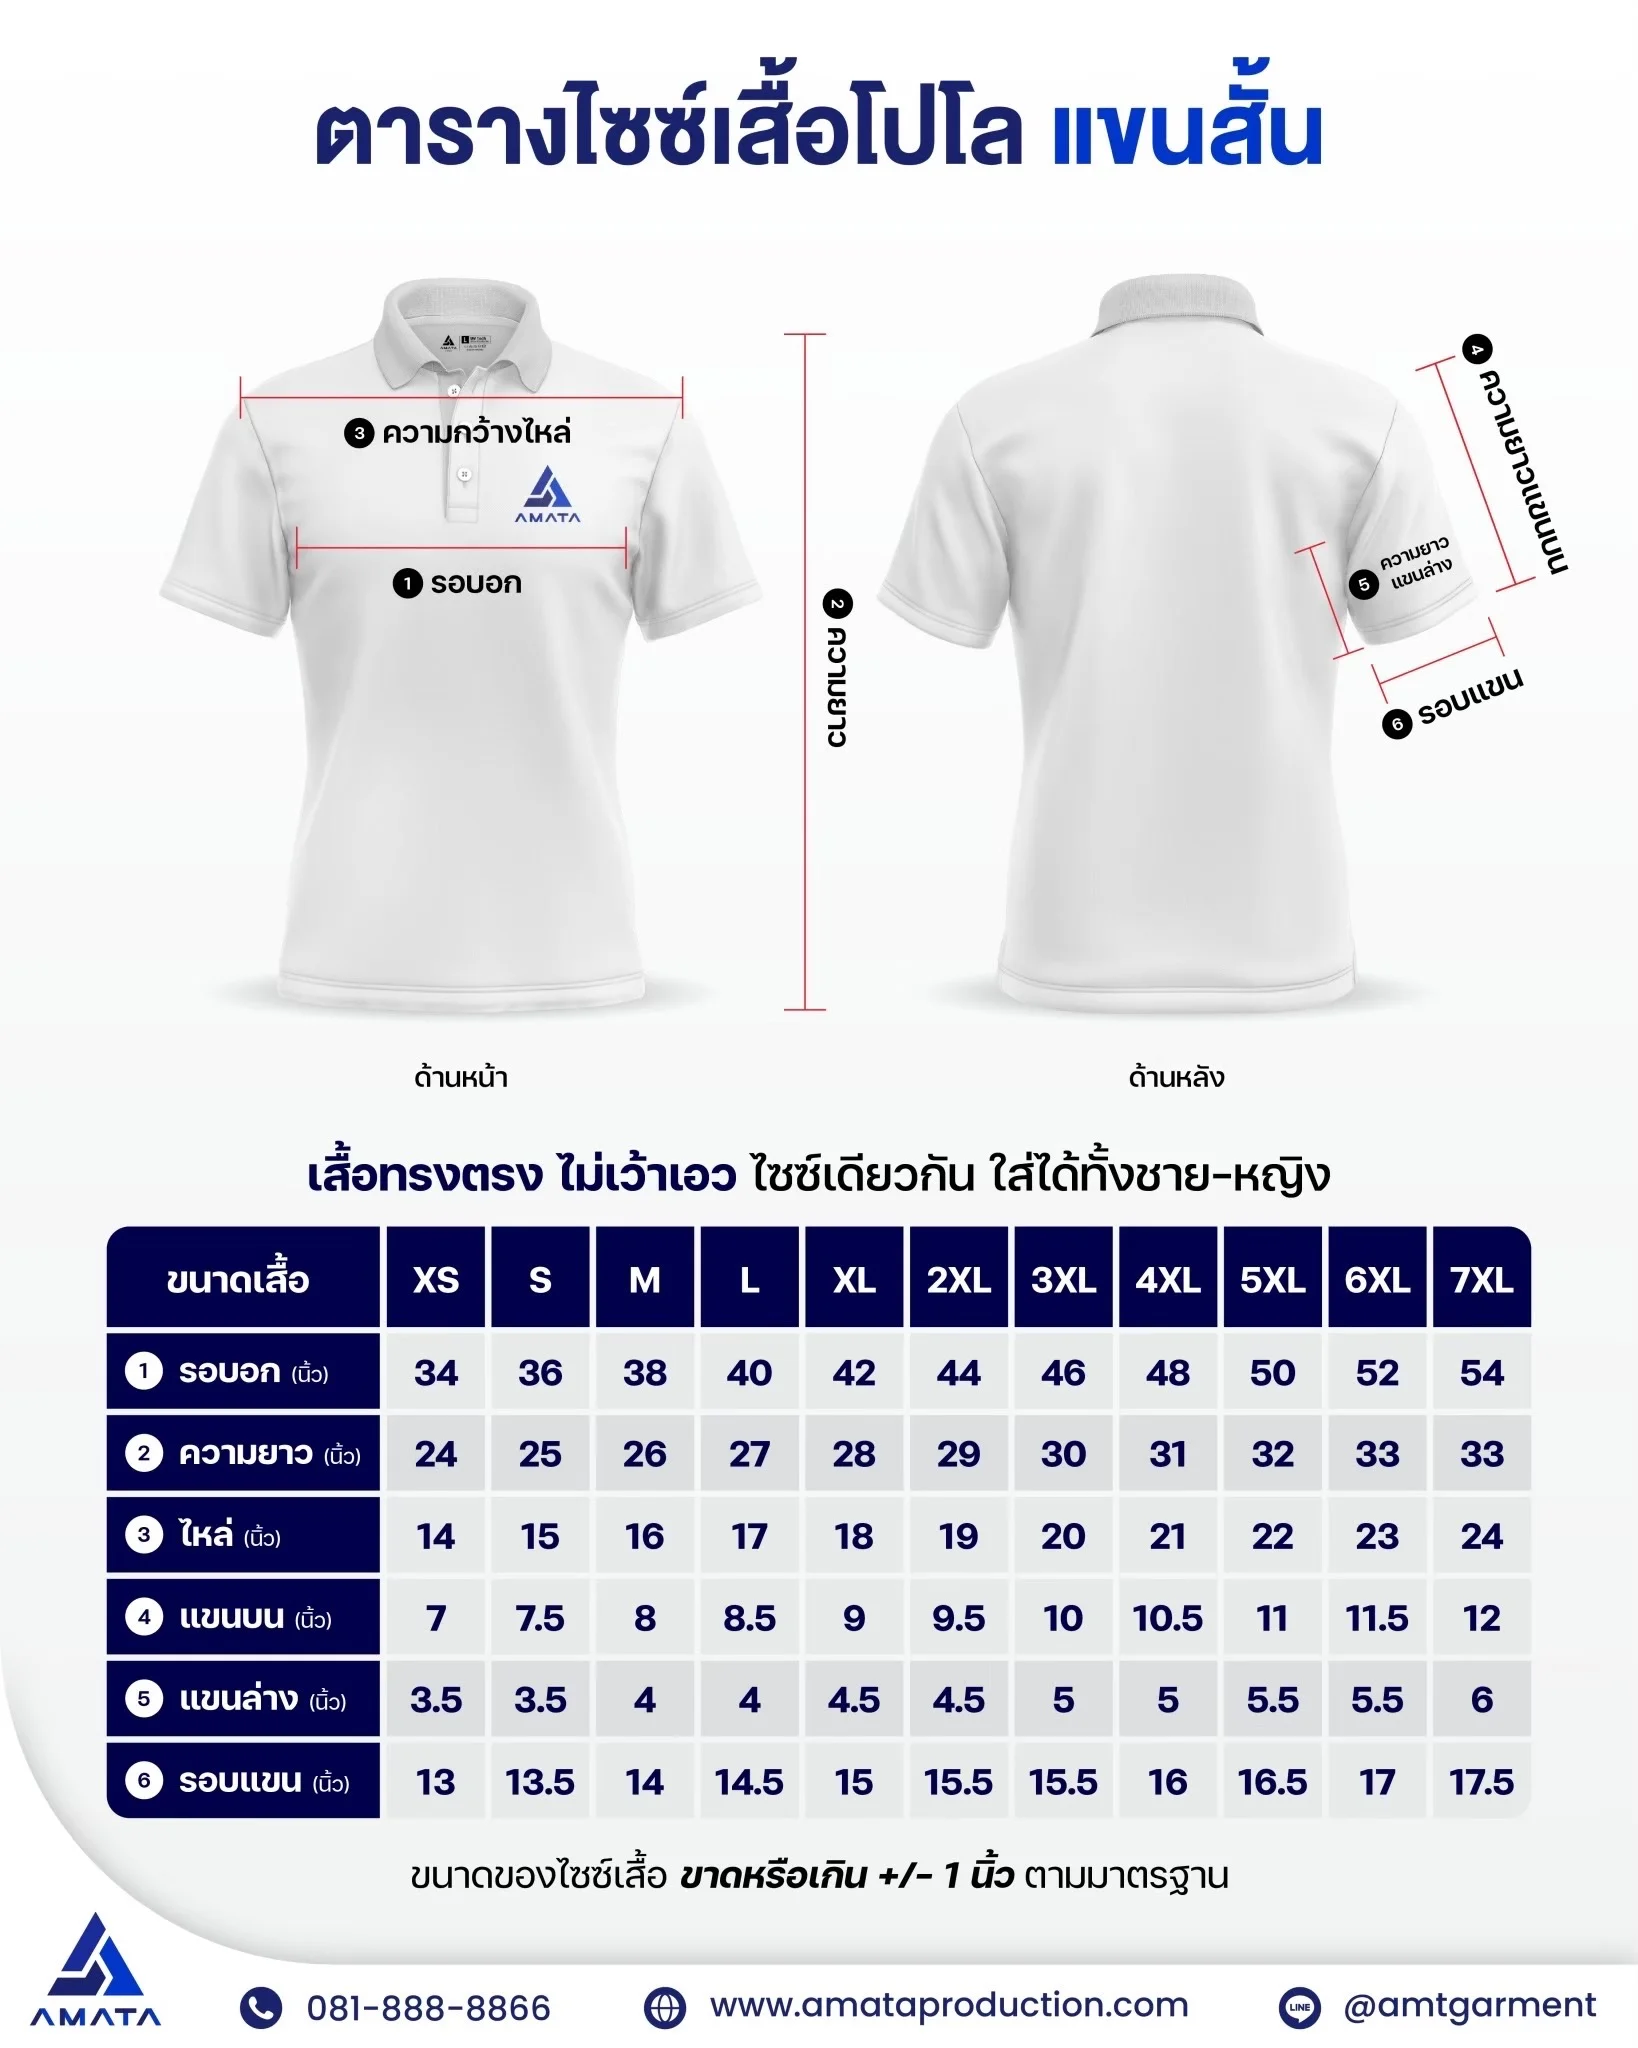 ตารางไซซ์เสื้อโปโล แขนสั้น
AMATA
L
3 ความกว้างไหล่
AMATA
1 รอบอก
2 ความยาว
4 ความยาวแขนบน
5 ความยาว
แขนล่าง
6 รอบแขน
ด้านหน้า
ด้านหลัง
เสื้อทรงตรง ไม่เว้าเอว ไซซ์เดียวกัน ใส่ได้ทั้งชาย-หญิง
ขนาดเสื้อ XS S M L XL 2XL 3XL 4XL 5XL 6XL 7XL
1 รอบอก (นิ้ว) 34 36 38 40 42 44 46 48 50 52 54
2 ความยาว (นิ้ว) 24 25 26 27 28 29 30 31 32 33 33
3 ไหล่ (นิ้ว) 14 15 16 17 18 19 20 21 22 23 24
4 แขนบน (นิ้ว) 7 7.5 8 8.5 9 9.5 10 10.5 11 11.5 12
5 แขนล่าง (นิ้ว) 3.5 3.5 4 4 4.5 4.5 5 5 5.5 5.5 6
6 รอบแขน (นิ้ว) 13 13.5 14 14.5 15 15.5 15.5 16 16.5 17 17.5
ขนาดของไซซ์เสื้อ ขาดหรือเกิน +/- 1 นิ้ว ตามมาตรฐาน
AMATA
081-888-8866
www.amataproduction.com
LINE
@amtgarment